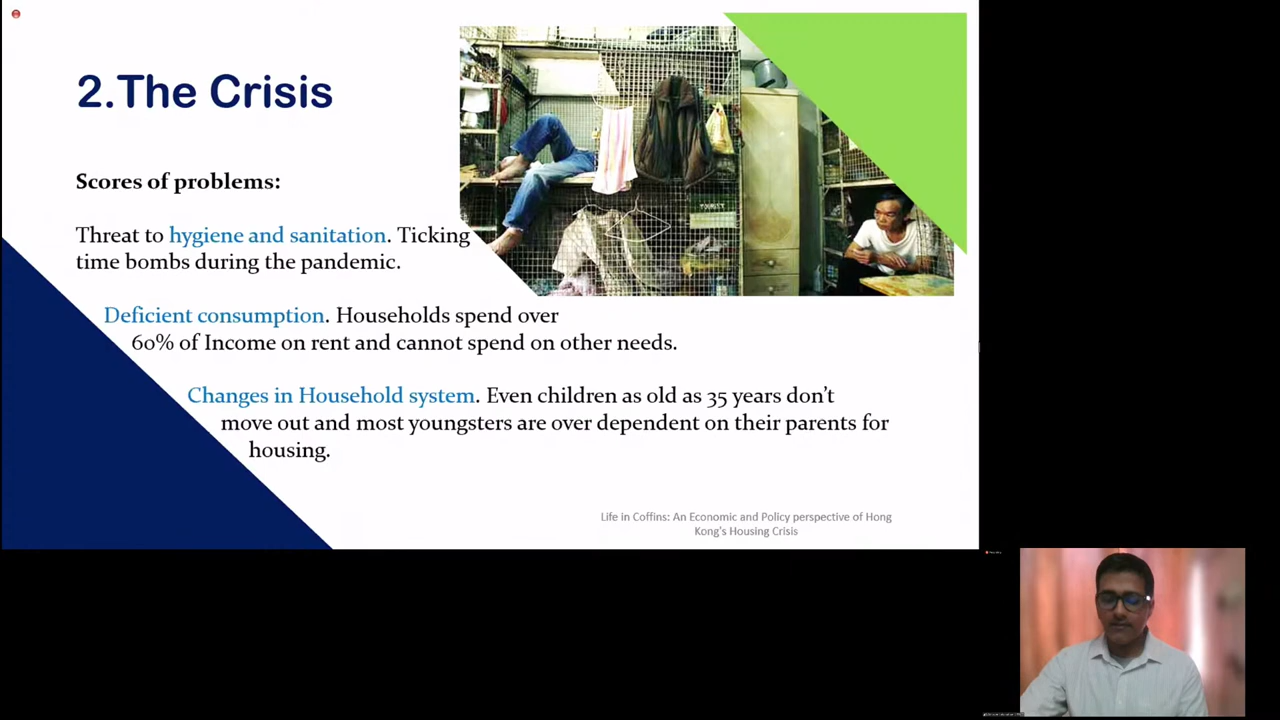 2.The Crisis
Scores of problems:
Threat to hygiene and sanitation. Ticking
time bombs during the pandemic.
Deficient consumption. Households spend over
60% of Income on rent and cannot spend on other needs.
Changes in Household system. Even children as old as 35 years don't
move out and most youngsters are over dependent on their parents for
housing.
Life in Coffins: An Economic and Policy perspective of Hong
Kong's Housing Crisis